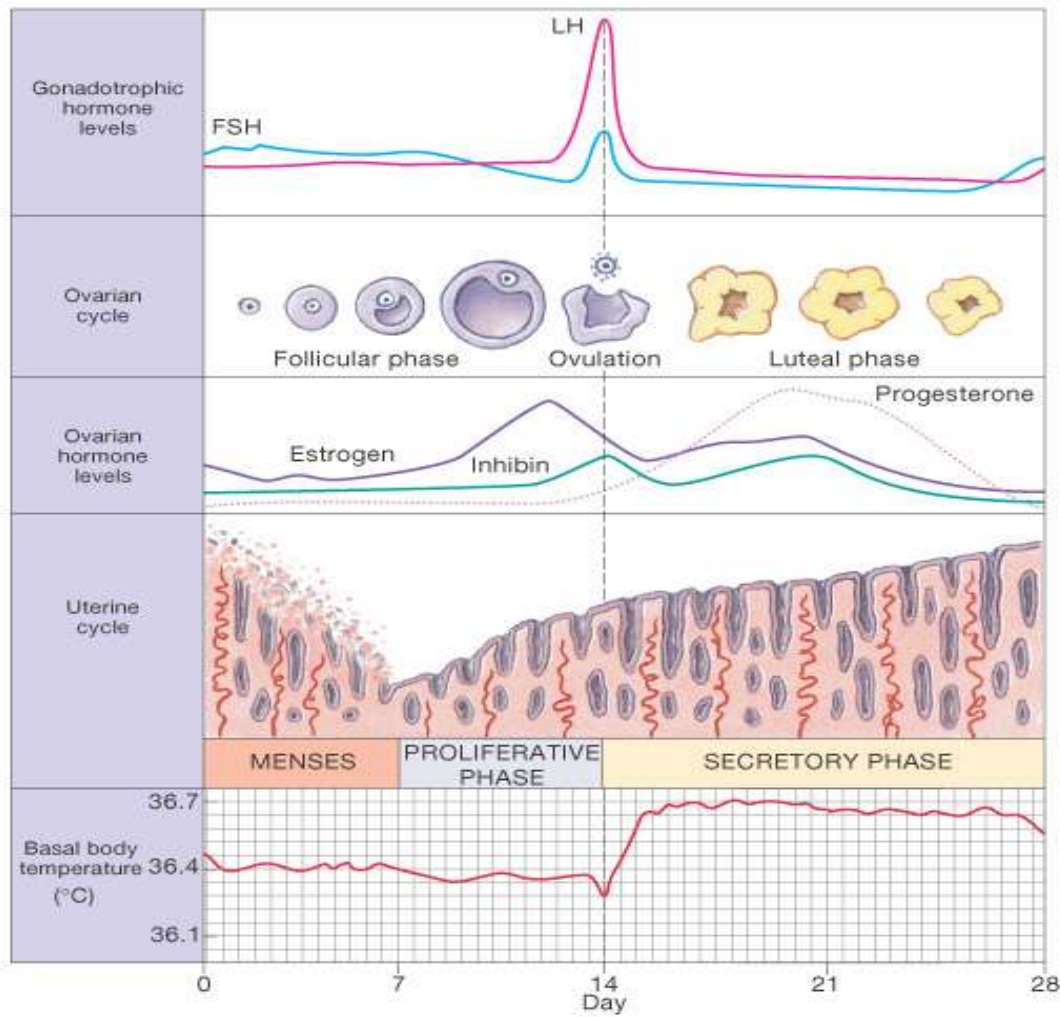 Gonadotrophic
hormone
levels
LH
FSH
Ovarian
cycle
Follicular phase
Ovulation
Luteal phase
Ovarian
hormone
levels
Estrogen
Inhibin
Progesterone
Uterine
cycle
MENSES
PROLIFERATIVE
PHASE
SECRETORY PHASE
Basal body
temperature
(°C)
36.7
36.4
36.1
0
7
14
21
28
Day